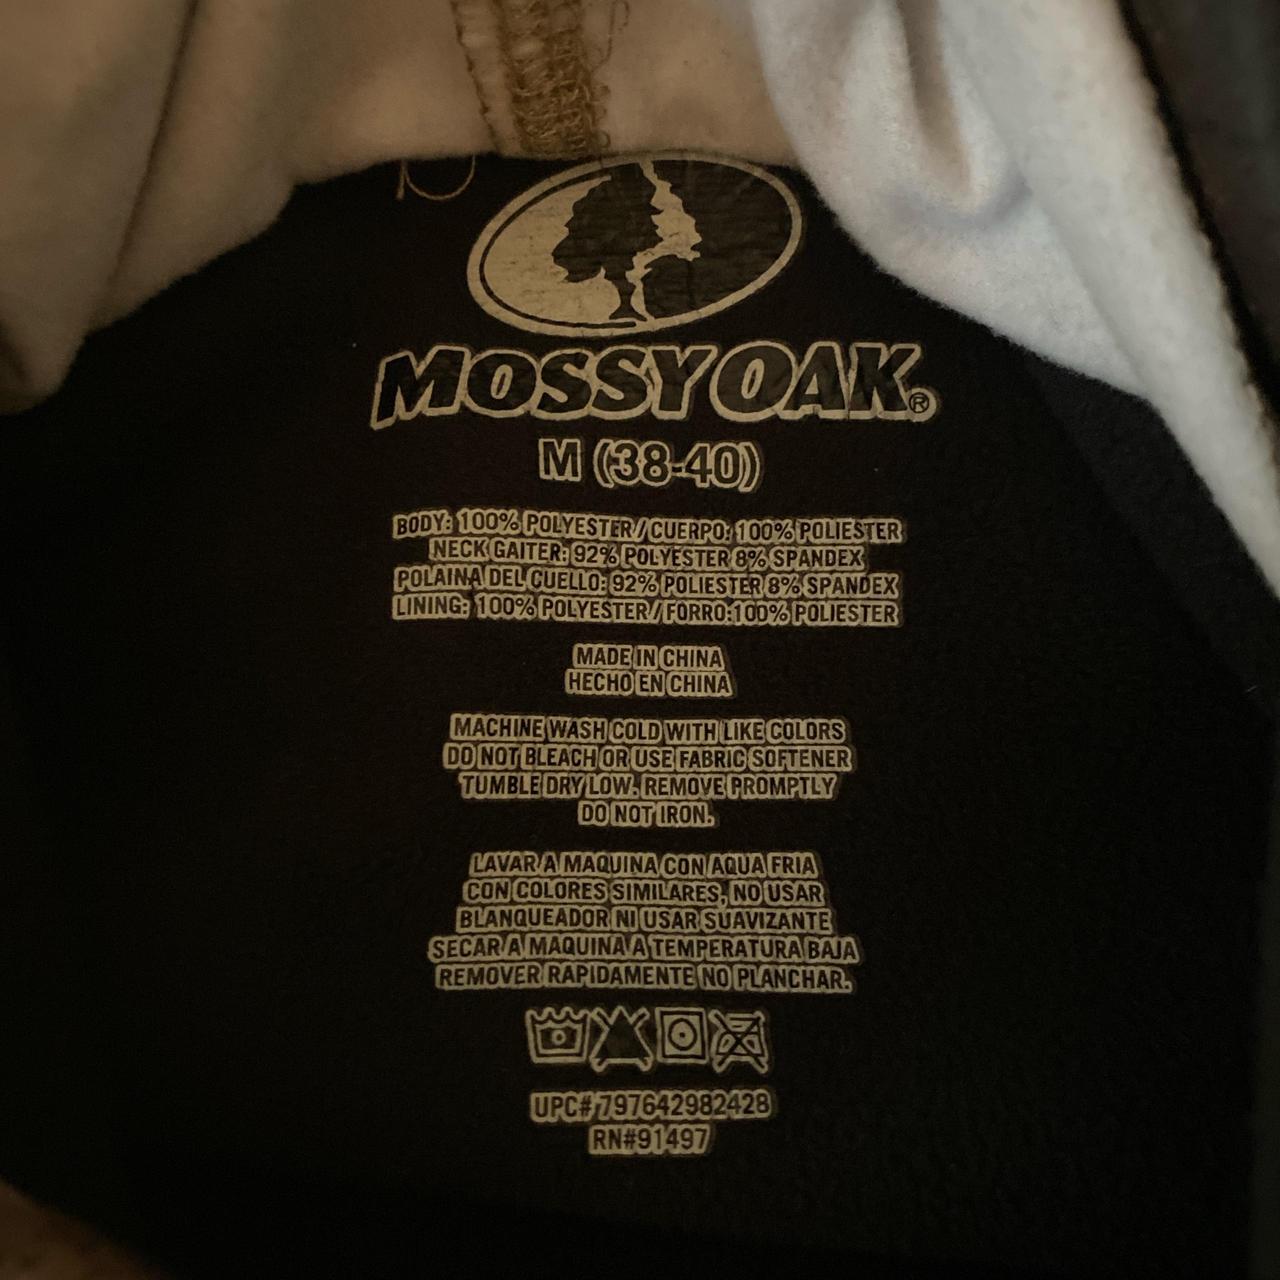 MOSSY OAK®
M (38-40)
BODY: 100% POLYESTER / CUERPO: 100% POLIESTER
NECK GAITER: 92% POLYESTER 8% SPANDEX
POLAINA DEL CUELLO: 92% POLIESTER 8% SPANDEX
LINING: 100% POLYESTER / FORRO:100% POLIESTER
MADE IN CHINA
HECHO EN CHINA
MACHINE WASH COLD WITH LIKE COLORS
DO NOT BLEACH OR USE FABRIC SOFTENER
TUMBLE DRY LOW. REMOVE PROMPTLY
DO NOT IRON.
LAVAR A MAQUINA CON AQUA FRIA
CON COLORES SIMILARES, NO USAR
BLANQUEADOR NI USAR SUAVIZANTE
SECAR A MAQUINA A TEMPERATURA BAJA
REMOVER RAPIDAMENTE NO PLANCHAR.
UPC# 797642982428
RN#91497